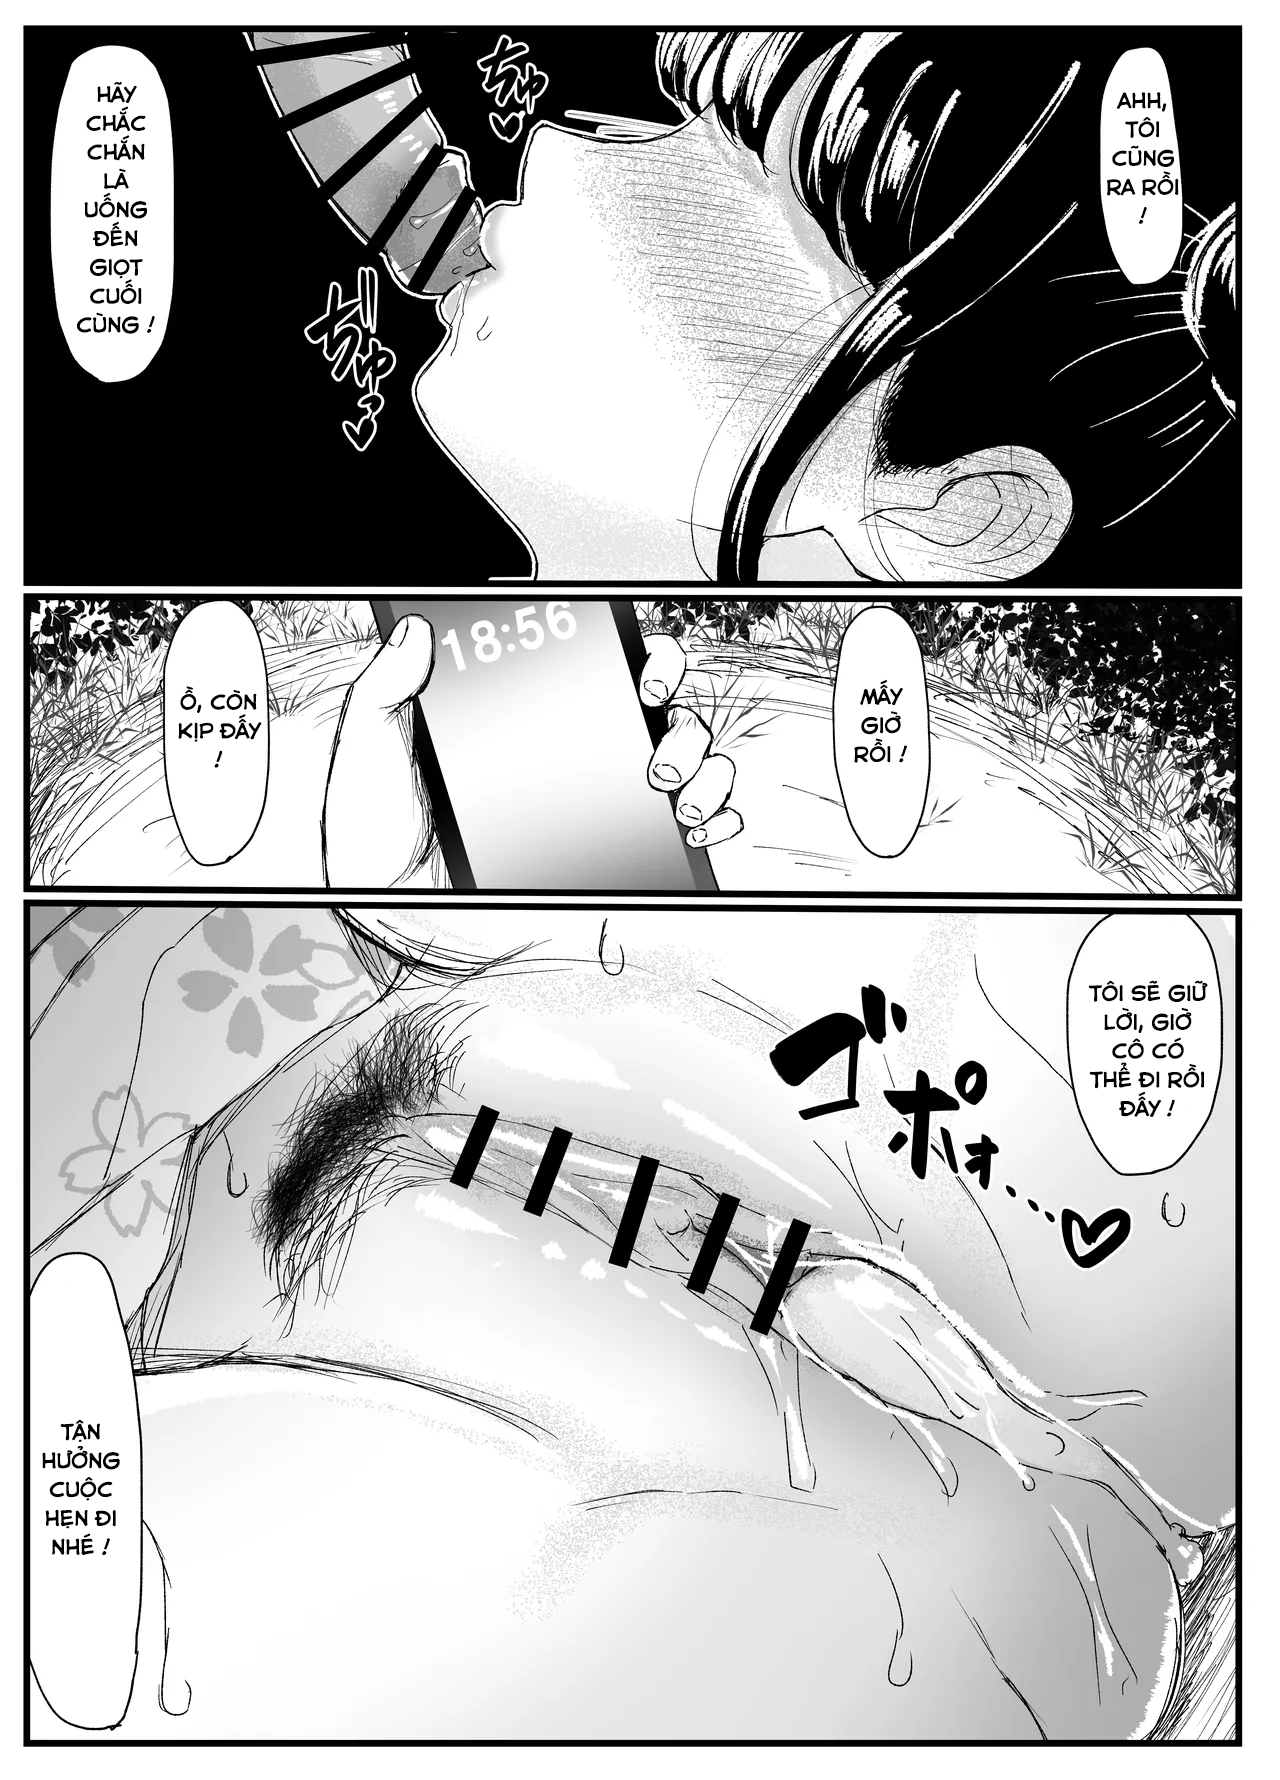 AHH,
TÔI
CŨNG
RA RỒI
!
ちゅ♥
HÃY
CHẮC
CHẮN
LÀ
UỐNG
ĐẾN
GIỌT
CUỐI
CÙNG !
ぢゅっ♥
MẤY
GIỜ
RỒI !
18:56
Ồ, CÒN
KỊP ĐẤY
!
TÔI SẼ GIỮ
LỜI, GIỜ
CÔ CÓ
THỂ ĐI RỒI
ĐẤY !
ゴポォ…♥
TẬN
HƯỞNG
CUỘC
HẸN ĐI
NHÉ !